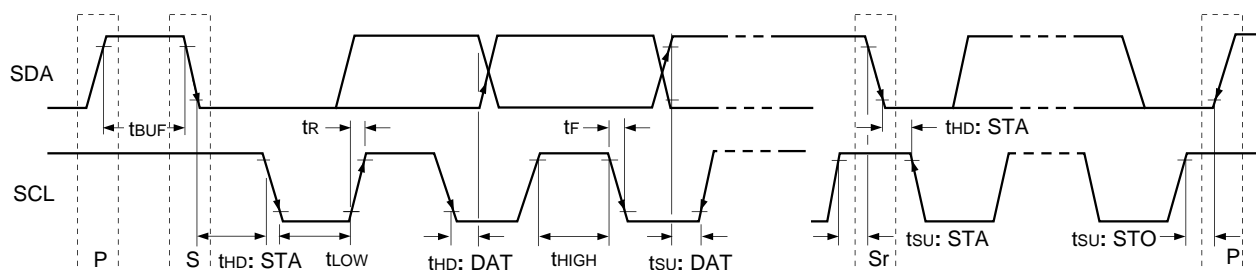 SDA
tBUF
tR
tF
tHD: STA
SCL
P
S
tHD: STA
tLOW
tHD: DAT
tHIGH
tSU: DAT
tSU: STA
Sr
tSU: STO
P